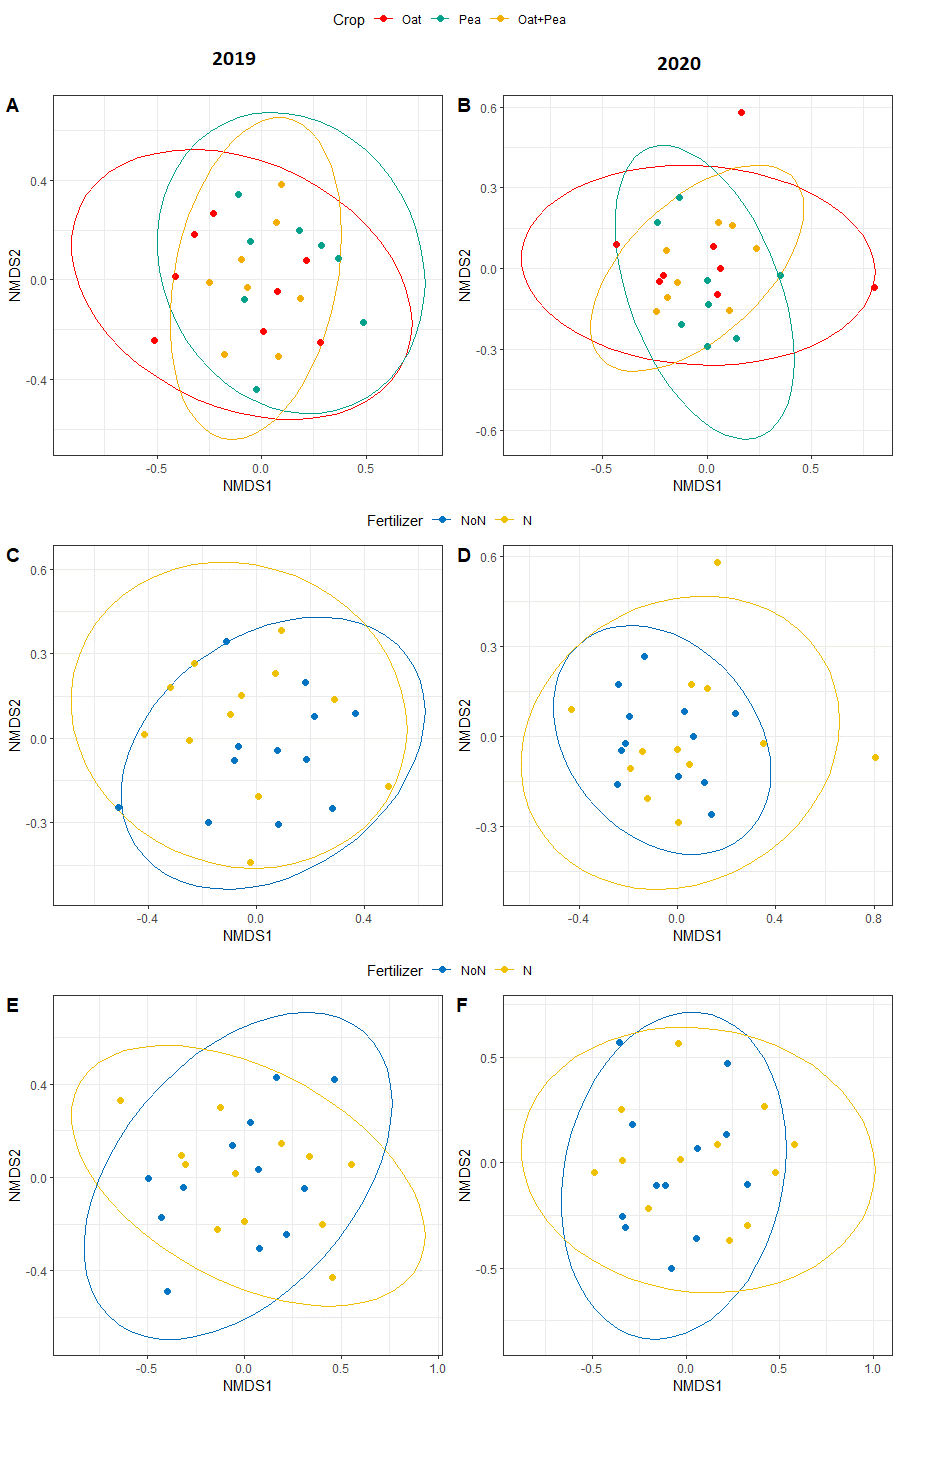 Crop Oat Pea Oat+Pea
2019 2020
A B
NMDS2
0.4
0.0
-0.4
-0.5 0.0 0.5
NMDS1
NMDS2
0.6
0.3
0.0
-0.3
-0.6
-0.5 0.0 0.5
NMDS1
Fertilizer NoN N
C D
NMDS2
0.6
0.3
0.0
-0.3
-0.4 0.0 0.4
NMDS1
NMDS2
0.6
0.3
0.0
-0.3
-0.4 0.0 0.4 0.8
NMDS1
Fertilizer NoN N
E F
NMDS2
0.4
0.0
-0.4
-0.5 0.0 0.5 1.0
NMDS1
NMDS2
0.5
0.0
-0.5
-0.5 0.0 0.5 1.0
NMDS1